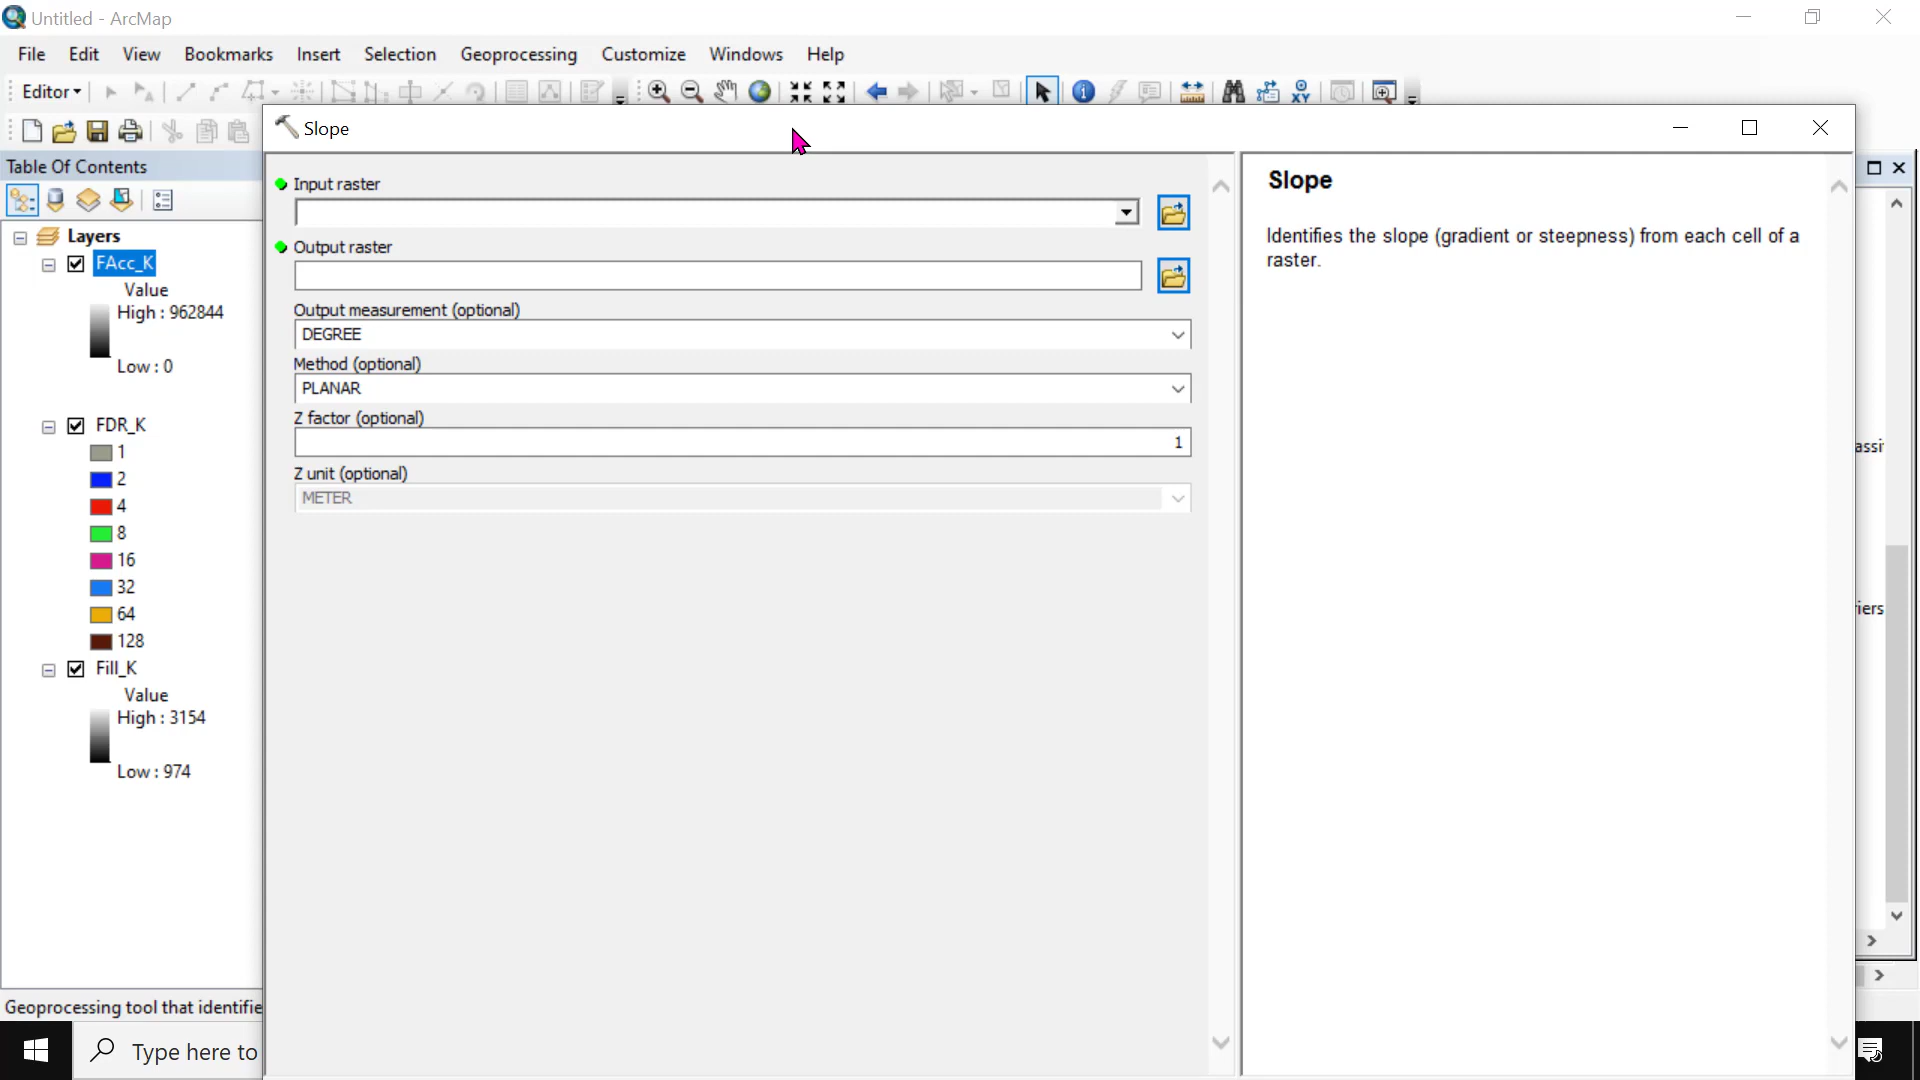 Untitled - ArcMap
File Edit View Bookmarks Insert Selection Geoprocessing Customize Windows Help
Editor
Slope
Table Of Contents
Layers
FAcc_K
Value
High : 962844
Low : 0
FDR_K
1
2
4
8
16
32
64
128
Fill_K
Value
High : 3154
Low : 974
Input raster
Output raster
Output measurement (optional)
DEGREE
Method (optional)
PLANAR
Z factor (optional)
1
Z unit (optional)
METER
Slope
Identifies the slope (gradient or steepness) from each cell of a
raster.
assi
iers
Geoprocessing tool that identifie
Type here to